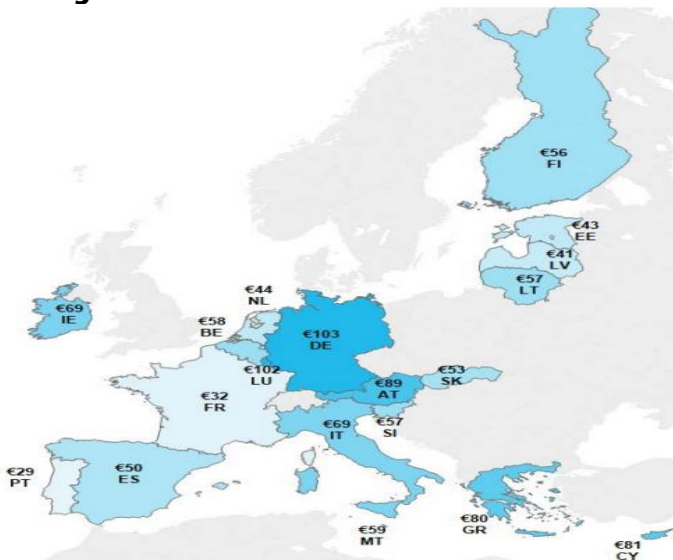 €56
FI
€43
EE
€41
LV
€57
LT
€44
NL
€69
IE
€58
BE
€103
DE
€102
LU
€53
SK
€89
AT
€32
FR
€69
IT
€57
SI
€29
PT
€50
ES
€59
MT
€80
GR
€81
CY